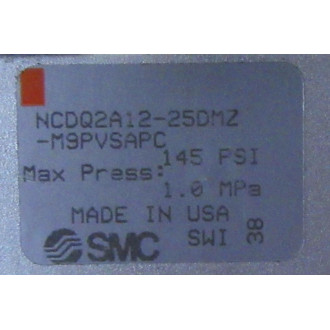 NCDQ2A12-25DMZ
-M9PVSAPC
145 PSI
Max Press:
1.0 MPa
MADE IN USA
SMC SWI 38